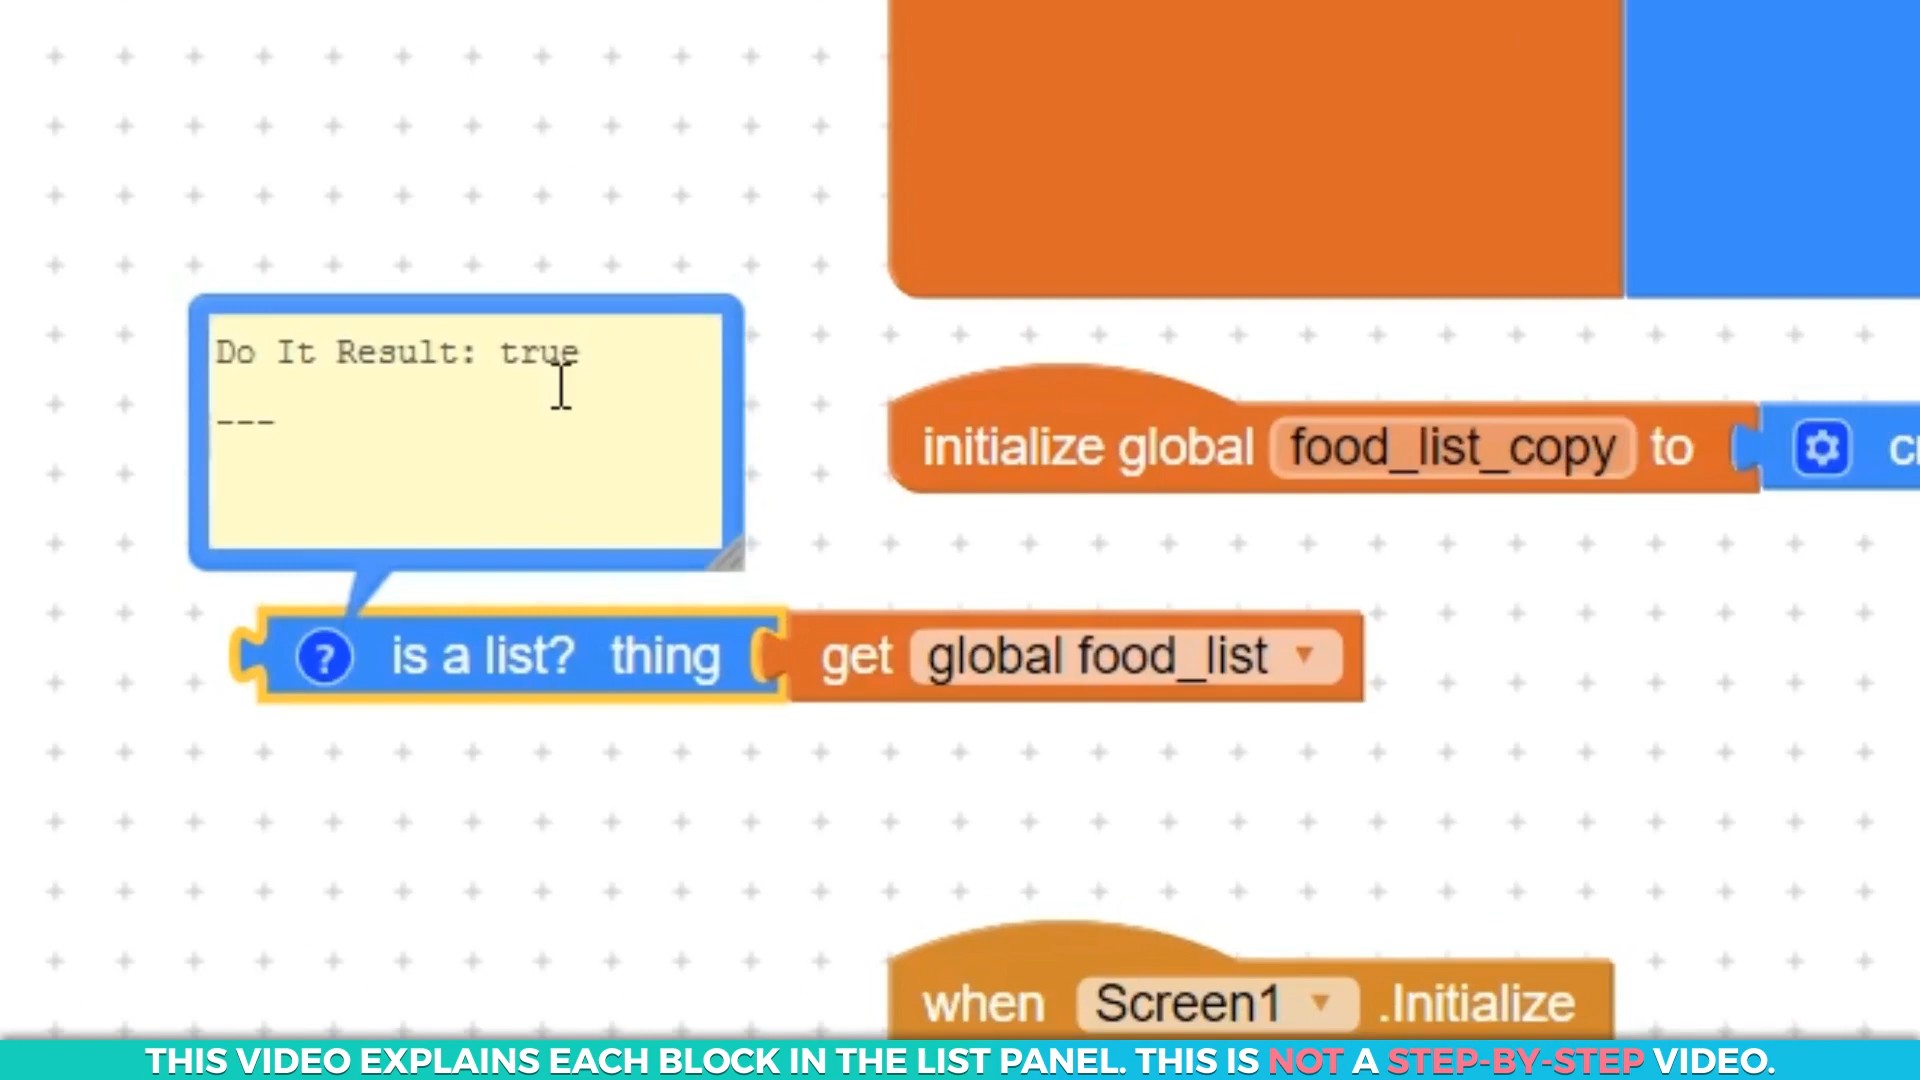 Do It Result: true
---
initialize global food_list_copy to
? is a list? thing get global food_list
when Screen1 .Initialize
THIS VIDEO EXPLAINS EACH BLOCK IN THE LIST PANEL. THIS IS NOT A STEP-BY-STEP VIDEO.